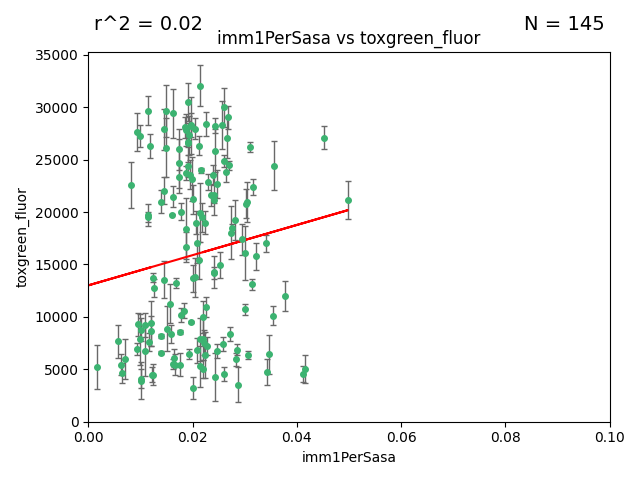 r^2 = 0.02
N = 145
imm1PerSasa vs toxgreen_fluor
35000
30000
25000
20000
15000
10000
5000
0
toxgreen_fluor
0.00
0.02
0.04
0.06
0.08
0.10
imm1PerSasa